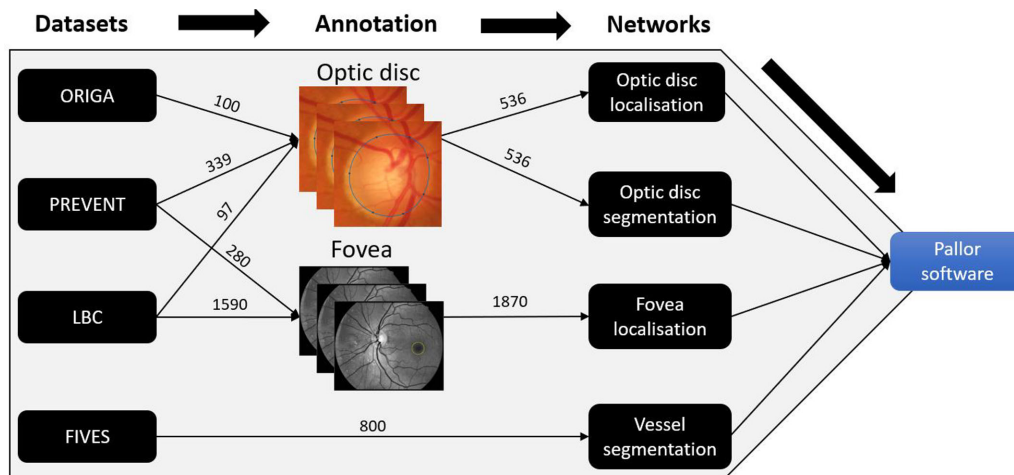 Datasets
Annotation
Networks
Optic disc
ORIGA
100
536
Optic disc
localisation
339
536
PREVENT
97
Optic disc
segmentation
280
Fovea
Pallor
software
LBC
1590
1870
Fovea
localisation
FIVES
800
Vessel
segmentation